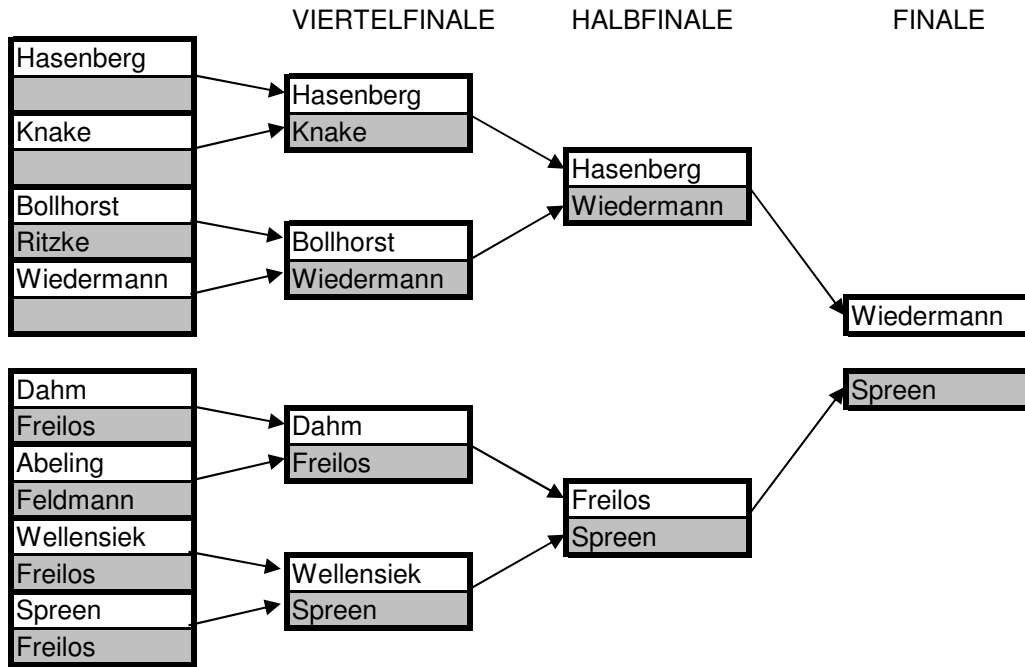 VIERTELFINALE HALBFINALE FINALE
Hasenberg
Knake
Bollhorst
Ritzke
Wiedermann
Dahm
Freilos
Abeling
Feldmann
Wellensiek
Freilos
Spreen
Freilos
Hasenberg
Knake
Bollhorst
Wiedermann
Dahm
Freilos
Wellensiek
Spreen
Hasenberg
Wiedermann
Freilos
Spreen
Wiedermann
Spreen